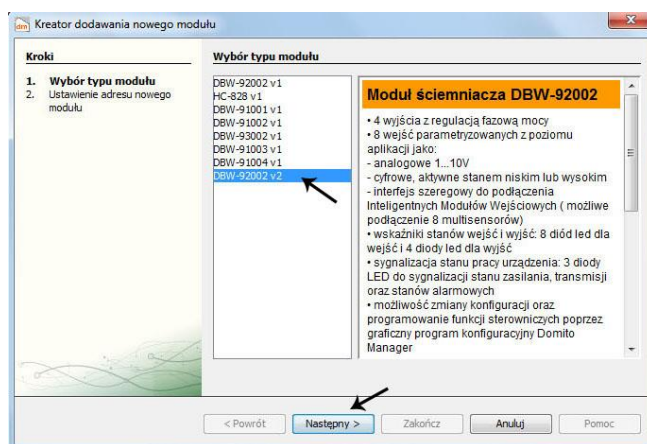 dm Kreator dodawania nowego modułu
Kroki
1. Wybór typu modułu
2. Ustawienie adresu nowego
modułu
Wybór typu modułu
DBW-92002 v1
HC-828 v1
DBW-91001 v1
DBW-91002 v1
DBW-93002 v1
DBW-91003 v1
DBW-91004 v1
DBW-92002 v2
Moduł ściemniacza DBW-92002
• 4 wyjścia z regulacją fazową mocy
• 8 wejść parametryzowanych z poziomu
aplikacji jako:
- analogowe 1...10V
- cyfrowe, aktywne stanem niskim lub wysokim
- interfejs szeregowy do podłączenia
Inteligentnych Modułów Wejściowych ( możliwe
podłączenie 8 multisensorów)
• wskaźniki stanów wejść i wyjść: 8 diód led dla
wejść i 4 diody led dla wyjść
• sygnalizacja stanu pracy urządzenia: 3 diody
LED do sygnalizacji stanu zasilania, transmisji
oraz stanów alarmowych
• możliwość zmiany konfiguracji oraz
programowanie funkcji sterowniczych poprzez
graficzny program konfiguracyjny Domito
Manager
< Powrót
Następny >
Zakończ
Anuluj
Pomoc